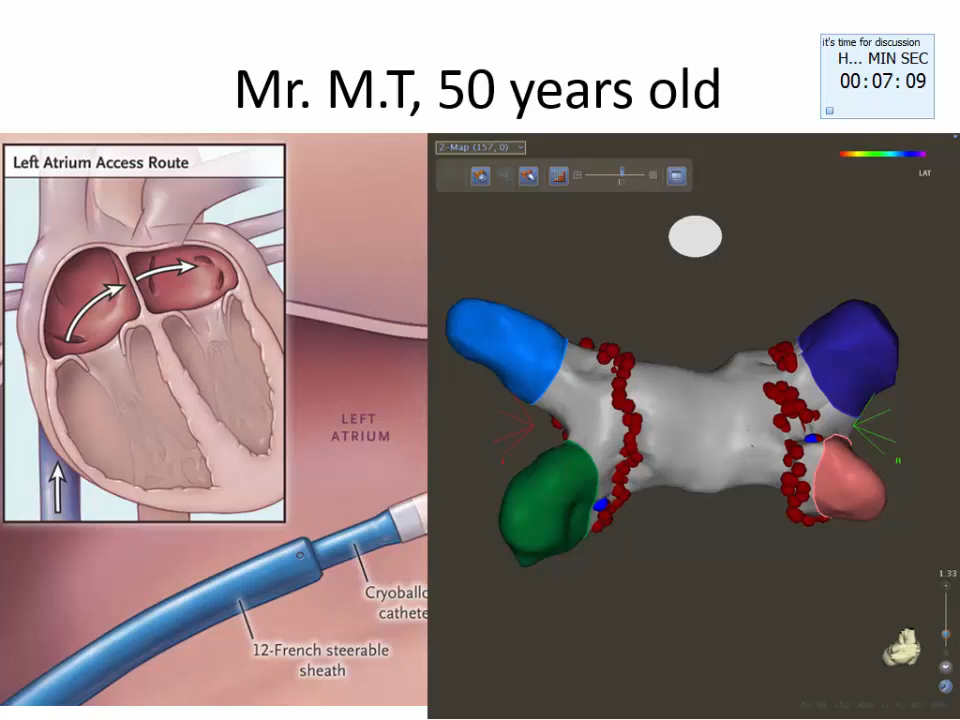 it's time for discussion
H... MIN SEC
00:07:09
Mr. M.T, 50 years old
Left Atrium Access Route
LEFT
ATRIUM
Cryoballo
cathete
12-French steerable
sheath
2-Map (157, 0)
LAT
R
1.33